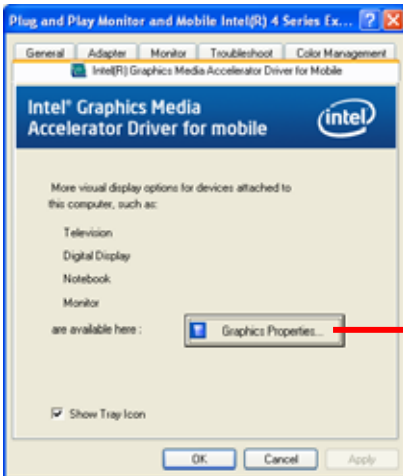 Plug and Play Monitor and Mobile Intel(R) 4 Series Ex...
General Adapter Monitor Troubleshoot Color Management
Intel(R) Graphics Media Accelerator Driver for Mobile
Intel® Graphics Media
Accelerator Driver for mobile
intel
More visual display options for devices attached to
this computer, such as:
Television
Digital Display
Notebook
Monitor
are available here :
Graphics Properties...
Show Tray Icon
OK Cancel Apply